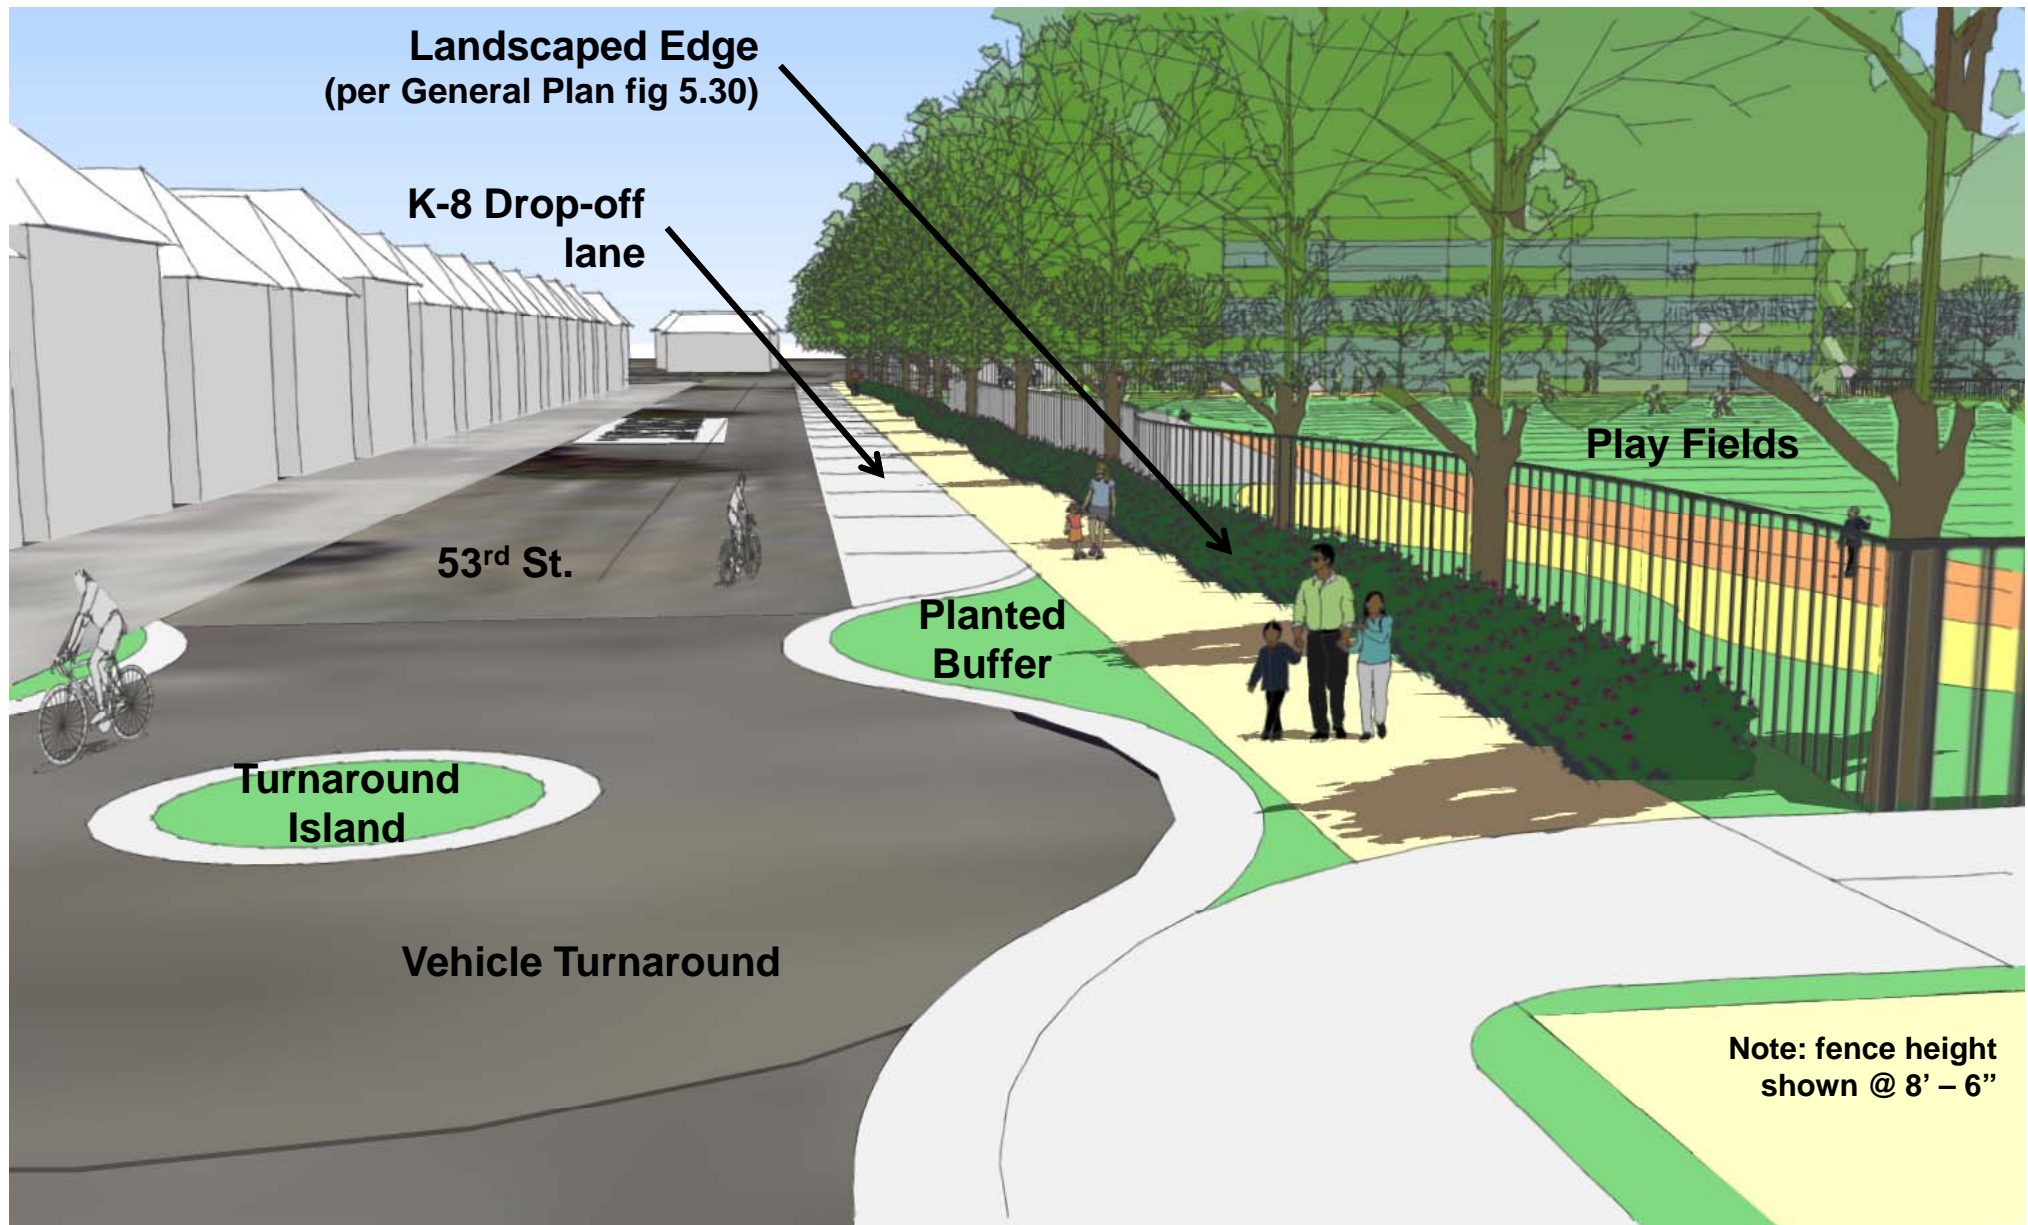 Landscaped Edge
(per General Plan fig 5.30)
K-8 Drop-off
lane
Play Fields
53rd St.
Planted
Buffer
Turnaround
Island
Vehicle Turnaround
Note: fence height
shown @ 8’ – 6”